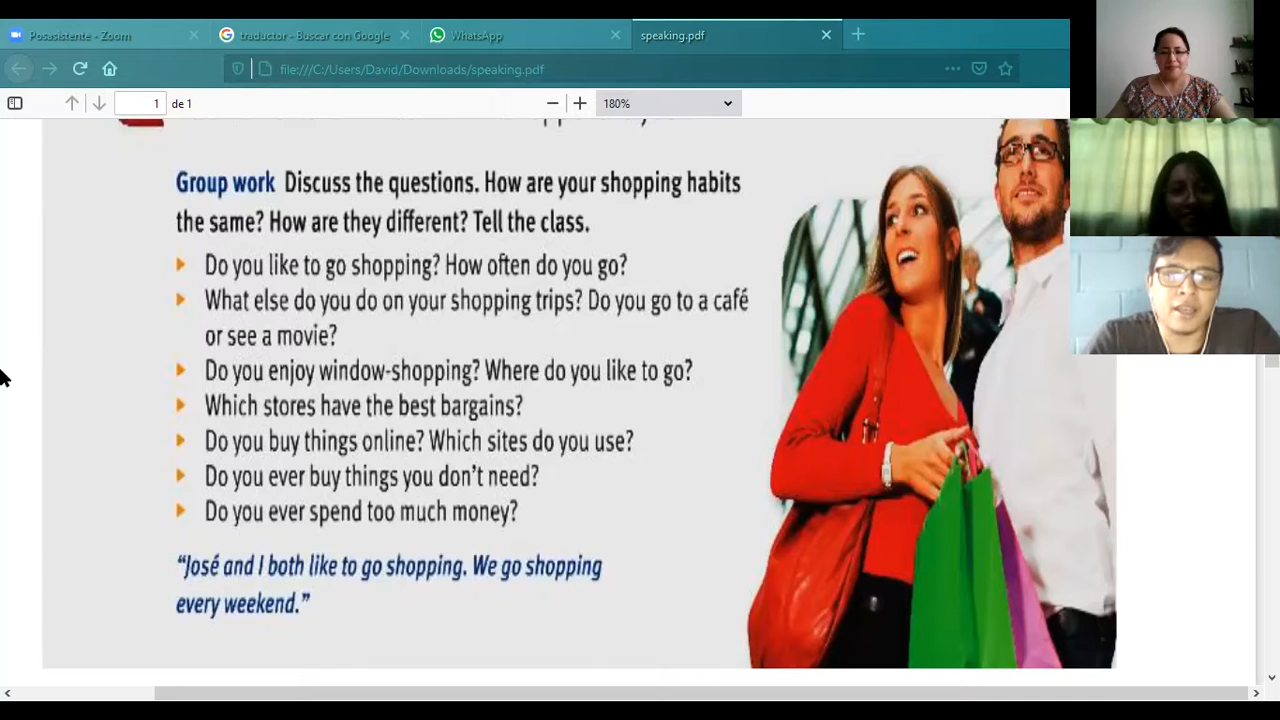 Posasistente - Zoom
traductor - Buscar con Google
WhatsApp
speaking.pdf
file:///C:/Users/David/Downloads/speaking.pdf
1 de 1
180%
Group work Discuss the questions. How are your shopping habits
the same? How are they different? Tell the class.
Do you like to go shopping? How often do you go?
What else do you do on your shopping trips? Do you go to a café
or see a movie?
Do you enjoy window-shopping? Where do you like to go?
Which stores have the best bargains?
Do you buy things online? Which sites do you use?
Do you ever buy things you don't need?
Do you ever spend too much money?
“José and I both like to go shopping. We go shopping
every weekend.”